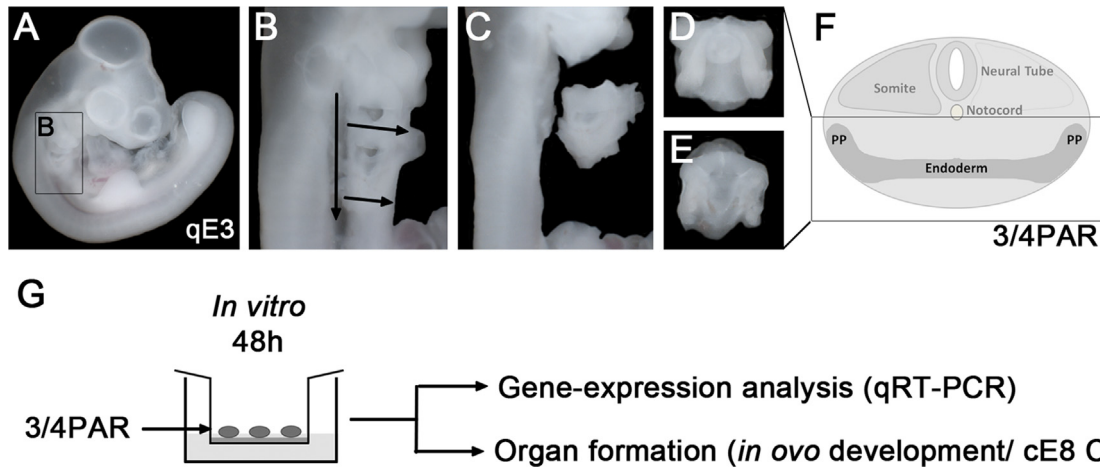 A
B
qE3
B
C
D
E
F
Somite
Neural Tube
Notocord
PP
PP
Endoderm
3/4PAR
G
In vitro
48h
3/4PAR
Gene-expression analysis (qRT-PCR)
Organ formation (in ovo development/ cE8 C